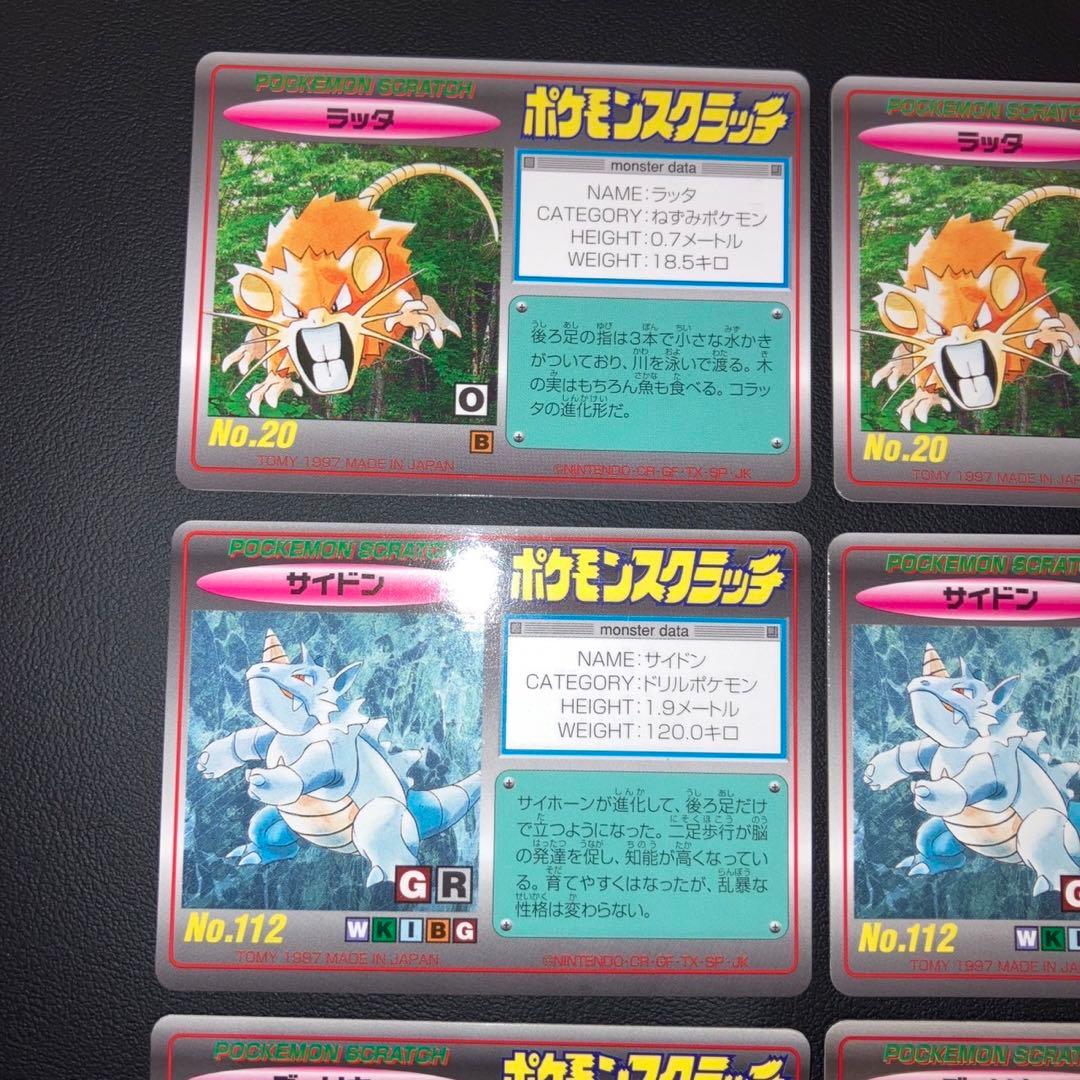 POCKEMON SCRATCH
ラッタ
ポケモンスクラッチ
monster data
NAME:ラッタ
CATEGORY:ねずみポケモン
HEIGHT:0.7メートル
WEIGHT:18.5キロ
後ろ足の指は3本で小さな水かき
がついており、川を泳いで渡る。木
の実はもちろん魚も食べる。コラッ
タの進化形だ。
O
No.20
B
TOMY 1997 MADE IN JAPAN
©NINTENDO・CR・GF・TX・SP・JK
POCKEMON SCRATCH
ラッタ
No.20
TOMY 1997 MADE IN JA
POCKEMON SCRATCH
サイドン
ポケモンスクラッチ
monster data
NAME:サイドン
CATEGORY:ドリルポケモン
HEIGHT:1.9メートル
WEIGHT:120.0キロ
サイホーンが進化して、後ろ足だけ
で立つようになった。二足歩行が脳
の発達を促し、知能が高くなってい
る。育てやすくはなったが、乱暴な
性格は変わらない。
G R
No.112
W K I B G
TOMY 1997 MADE IN JAPAN
©NINTENDO・CR・GF・TX・SP・JK
POCKEMON SCRAT
サイドン
G
No.112
W K I
TOMY 1997 MADE IN JA
POCKEMON SCRATCH
ポケモンスクラッチ
POCKEMON SCRAT